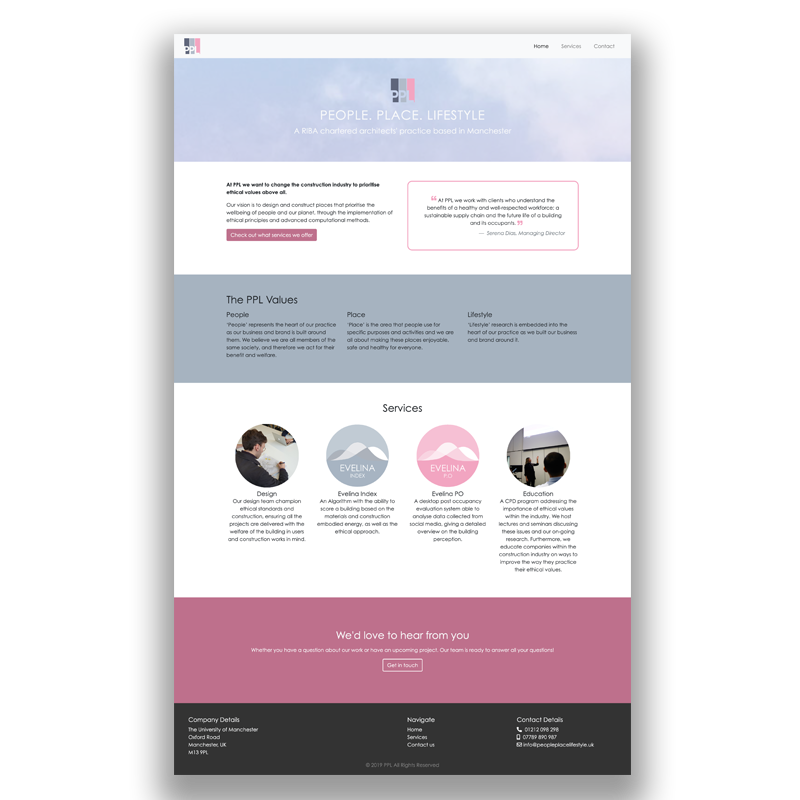 PPL
Home Services Contact
PPL
PEOPLE. PLACE. LIFESTYLE
A RIBA chartered architects' practice based in Manchester
At PPL we want to change the construction industry to prioritise
ethical values above all.
Our vision is to design and construct places that prioritise the
wellbeing of people and our planet, through the implementation of
ethical principles and advanced computational methods.
Check out what services we offer
“ At PPL we work with clients who understand the
benefits of a healthy and well-respected workforce; a
sustainable supply chain and the future life of a building
and its occupants. ”
— Serena Dias, Managing Director
The PPL Values
People
'People' represents the heart of our practice
as our business and brand is built around
them. We believe we are all members of the
same society, and therefore we act for their
benefit and welfare.
Place
'Place' is the area that people use for
specific purposes and activities and we are
all about making these places enjoyable,
safe and healthy for everyone.
Lifestyle
'Lifestyle' research is embedded into the
heart of our practice as we built our business
and brand around it.
Services
Design
Our design team champion
ethical standards and
construction, ensuring all the
projects are delivered with the
welfare of the building in users
and construction works in mind.
EVELINA
INDEX
Evelina Index
An Algorithm with the ability to
score a building based on the
materials and construction
embodied energy, as well as the
ethical approach.
EVELINA
P.O
Evelina PO
A desktop post occupancy
evaluation system able to
analyse data collected from
social media, giving a detailed
overview on the building
perception.
Education
A CPD program addressing the
importance of ethical values
within the industry. We host
lectures and seminars discussing
these issues and our on-going
research. Furthermore, we
educate companies within the
construction industry on ways to
improve the way they practice
their ethical values.
We'd love to hear from you
Whether you have a question about our work or have an upcoming project. Our team is ready to answer all your questions!
Get in touch
Company Details
The University of Manchester
Oxford Road
Manchester, UK
M13 9PL
Navigate
Home
Services
Contact us
Contact Details
01212 098 298
07789 890 987
info@peopleplacelifestyle.uk
© 2019 PPL All Rights Reserved